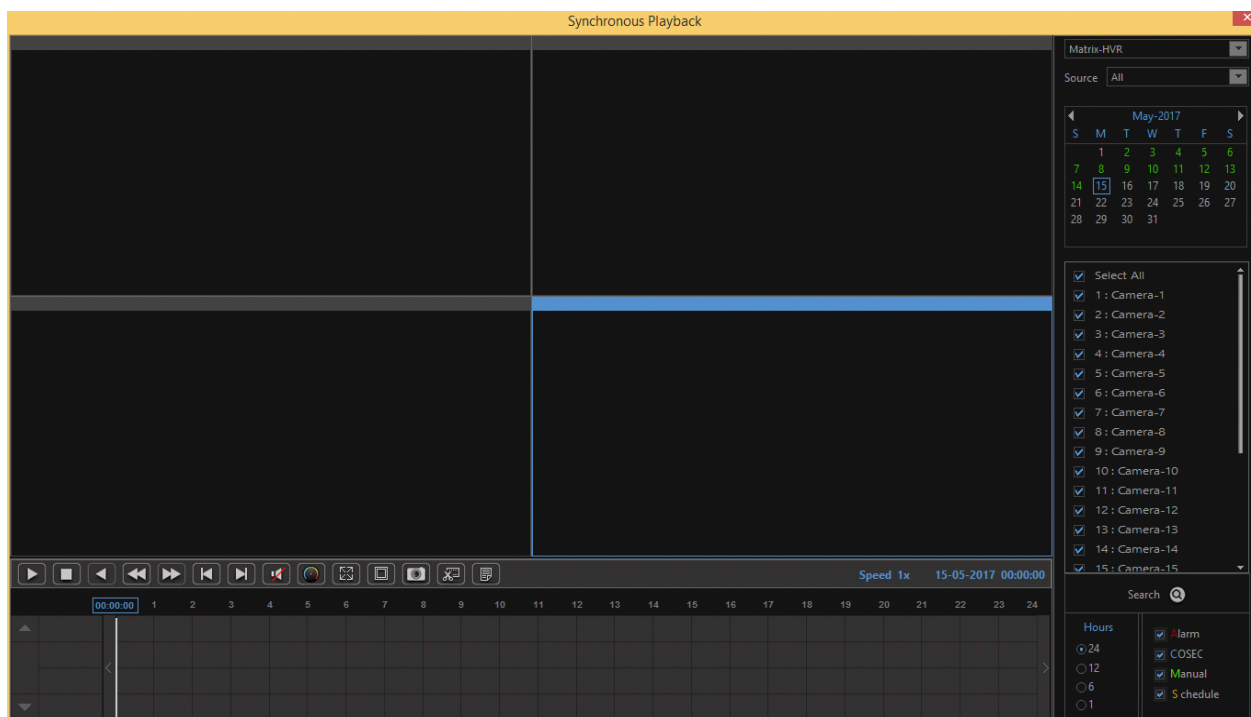 Synchronous Playback
Matrix-HVR
Source All
May-2017
S M T W T F S
1 2 3 4 5 6
7 8 9 10 11 12 13
14 15 16 17 18 19 20
21 22 23 24 25 26 27
28 29 30 31
Select All
1 : Camera-1
2 : Camera-2
3 : Camera-3
4 : Camera-4
5 : Camera-5
6 : Camera-6
7 : Camera-7
8 : Camera-8
9 : Camera-9
10 : Camera-10
11 : Camera-11
12 : Camera-12
13 : Camera-13
14 : Camera-14
15 : Camera-15
Speed 1x 15-05-2017 00:00:00
00:00:00 1 2 3 4 5 6 7 8 9 10 11 12 13 14 15 16 17 18 19 20 21 22 23 24
Search
Hours
24
12
6
1
Alarm
COSEC
Manual
S chedule